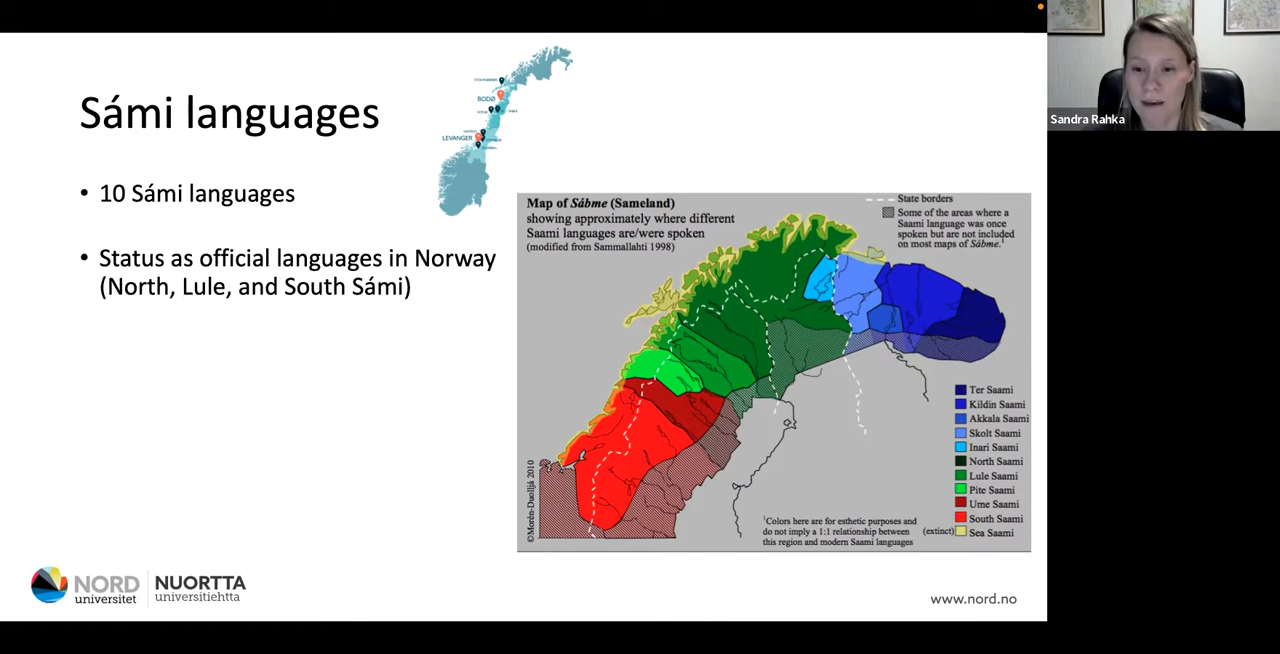 Sámi languages
BODØ
LEVANGER
• 10 Sámi languages
• Status as official languages in Norway
(North, Lule, and South Sámi)
Map of Sábme (Sameland)
showing approximately where different
Saami languages are/were spoken
(modified from Sammallahti 1998)
State borders
Some of the areas where a
Saami language was once
spoken but are not included
on most maps of Sábme.¹
Ter Saami
Kildin Saami
Akkala Saami
Skolt Saami
Inari Saami
North Saami
Lule Saami
Pite Saami
Ume Saami
South Saami
(extinct) Sea Saami
¹Colors here are for esthetic purposes and
do not imply a 1:1 relationship between
this region and modern Saami languages
©Morén-Duolljá 2010
NORD
universitet
NUORTTA
universitiehtta
www.nord.no
Sandra Rahka